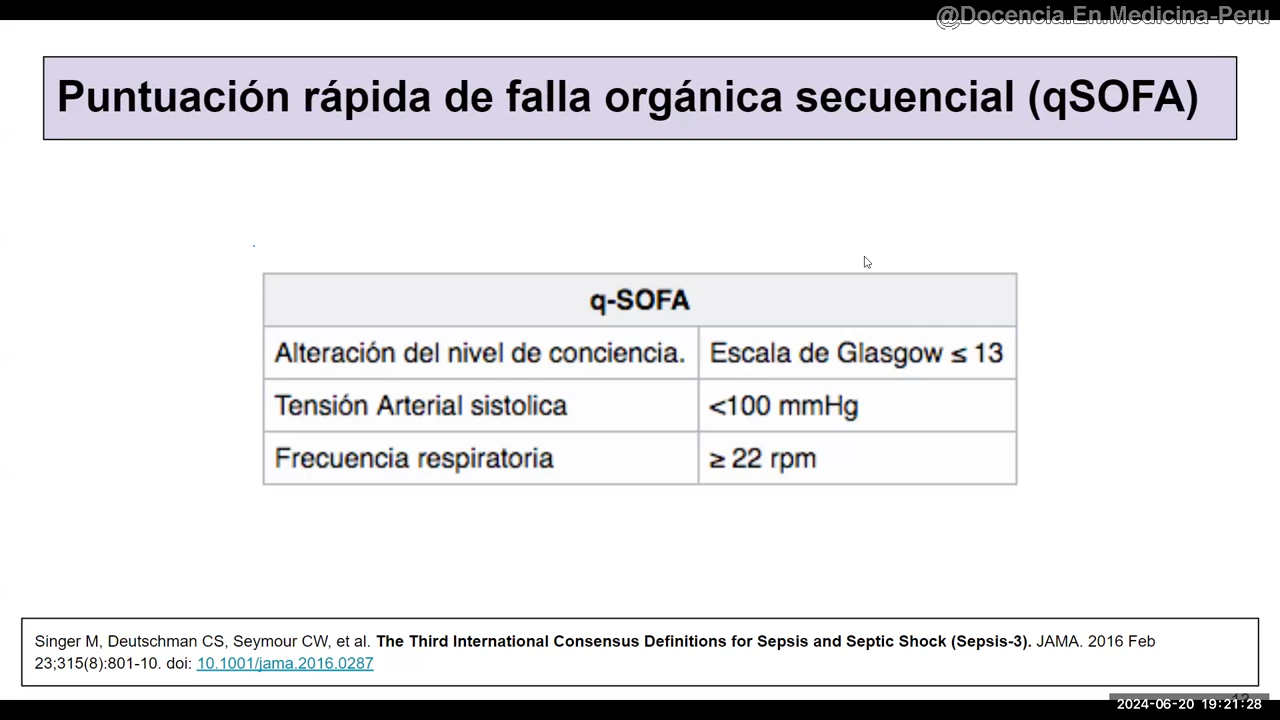 @Docencia.En.Medicina-Peru
Puntuación rápida de falla orgánica secuencial (qSOFA)
q-SOFA
Alteración del nivel de conciencia. Escala de Glasgow ≤ 13
Tensión Arterial sistolica <100 mmHg
Frecuencia respiratoria ≥ 22 rpm
Singer M, Deutschman CS, Seymour CW, et al. The Third International Consensus Definitions for Sepsis and Septic Shock (Sepsis-3). JAMA. 2016 Feb
23;315(8):801-10. doi: 10.1001/jama.2016.0287
2024-06-20 19:21:28